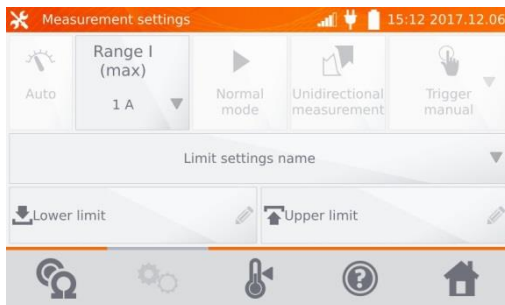 Measurement settings
15:12 2017.12.06
Auto
Range I
(max)
1 A
Normal
mode
Unidirectional
measurement
Trigger
manual
Limit settings name
Lower limit
Upper limit